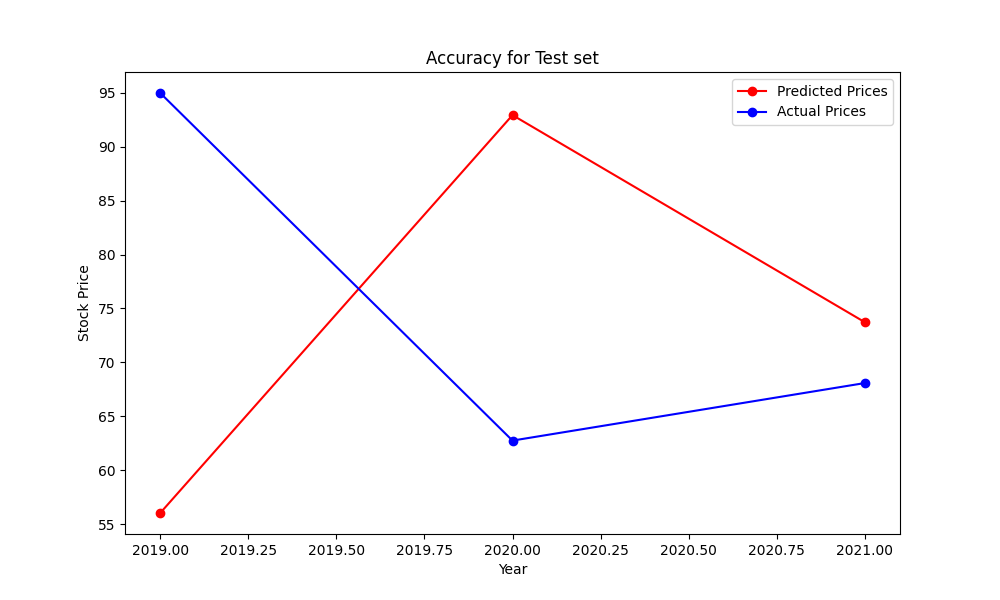 Accuracy for Test set
Predicted Prices
Actual Prices
95
90
85
80
75
70
65
60
55
Stock Price
2019.00 2019.25 2019.50 2019.75 2020.00 2020.25 2020.50 2020.75 2021.00
Year